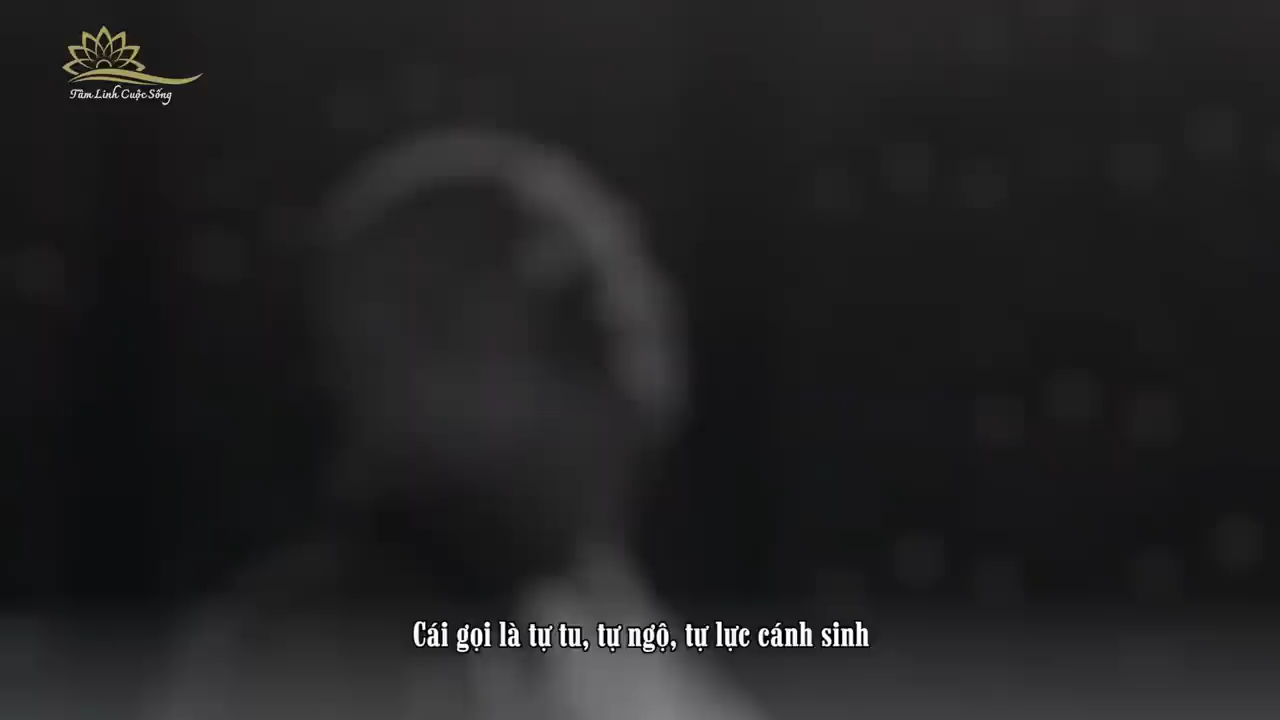 Tâm Linh Cuộc Sống
Cái gọi là tự tu, tự ngộ, tự lực cánh sinh